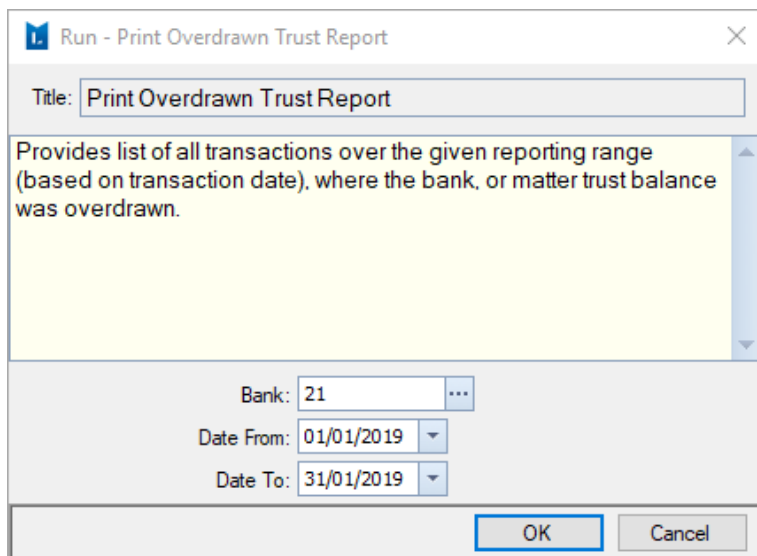 Run - Print Overdrawn Trust Report
Title: Print Overdrawn Trust Report
Provides list of all transactions over the given reporting range
(based on transaction date), where the bank, or matter trust balance
was overdrawn.
Bank: 21 ...
Date From: 01/01/2019
Date To: 31/01/2019
OK Cancel